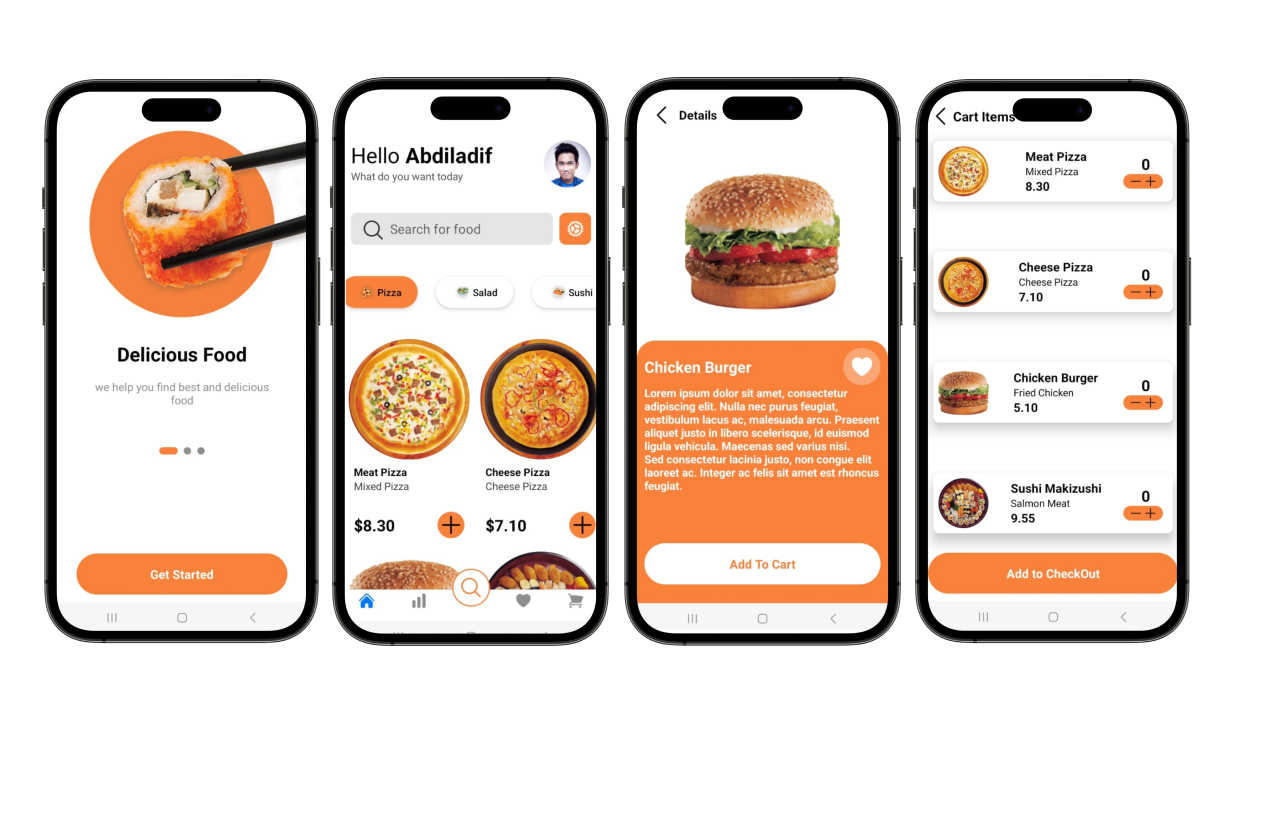 Delicious Food
we help you find best and delicious
food
Get Started
Hello Abdiladif
What do you want today
Search for food
Pizza
Salad
Sushi
Meat Pizza
Mixed Pizza
$8.30
Cheese Pizza
Cheese Pizza
$7.10
Details
Chicken Burger
Lorem ipsum dolor sit amet, consectetur
adipiscing elit. Nulla nec purus feugiat,
vestibulum lacus ac, malesuada arcu. Praesent
aliquet justo in libero scelerisque, id euismod
ligula vehicula. Maecenas sed varius nisi.
Sed consectetur lacinia justo, non congue elit
laoreet ac. Integer ac felis sit amet est rhoncus
feugiat.
Add To Cart
Cart Items
Meat Pizza
Mixed Pizza
8.30
0
Cheese Pizza
Cheese Pizza
7.10
0
Chicken Burger
Fried Chicken
5.10
0
Sushi Makizushi
Salmon Meat
9.55
0
Add to CheckOut